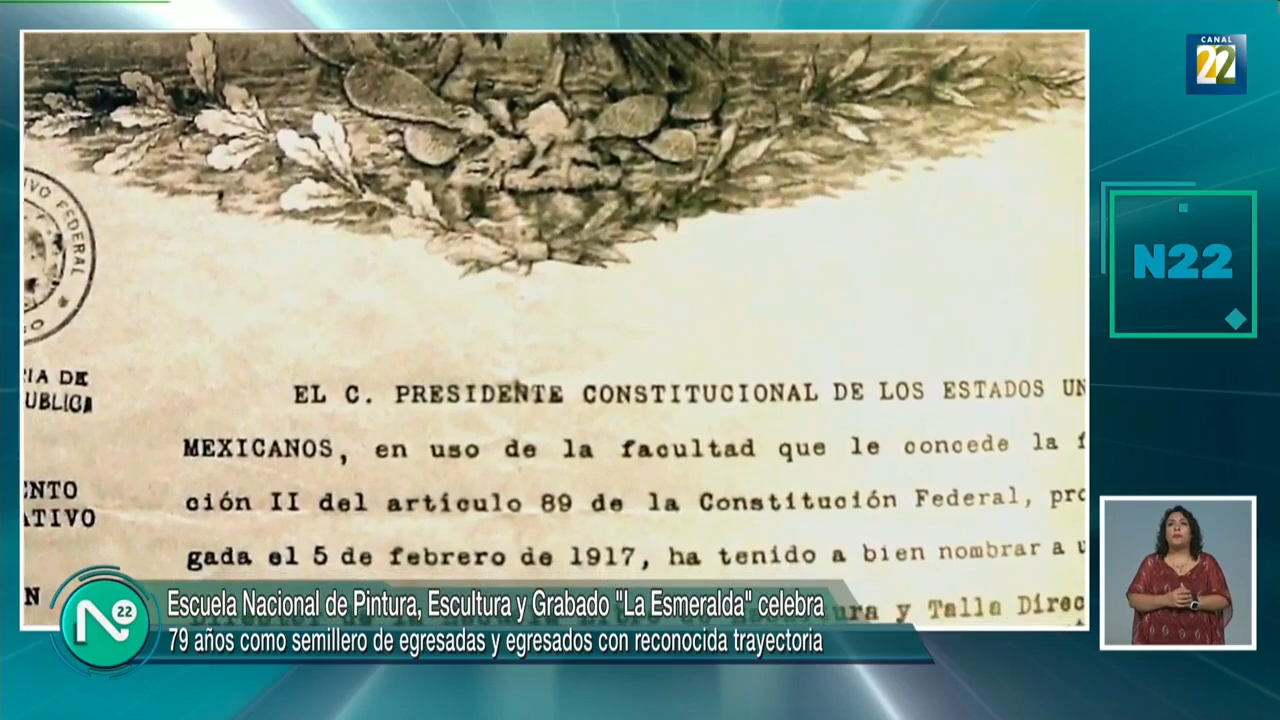 CANAL
22
N22
IVO FEDERAL
IA DE
UBLICA
EL C. PRESIDENTE CONSTITUCIONAL DE LOS ESTADOS UN
MEXICANOS, en uso de la facultad que le concede la f
ción II del artículo 89 de la Constitución Federal, pro
gada el 5 de febrero de 1917, ha tenido a bien nombrar a u
y Talla Direc
NTO
ATIVO
N
N 22
Escuela Nacional de Pintura, Escultura y Grabado "La Esmeralda" celebra
79 años como semillero de egresadas y egresados con reconocida trayectoria